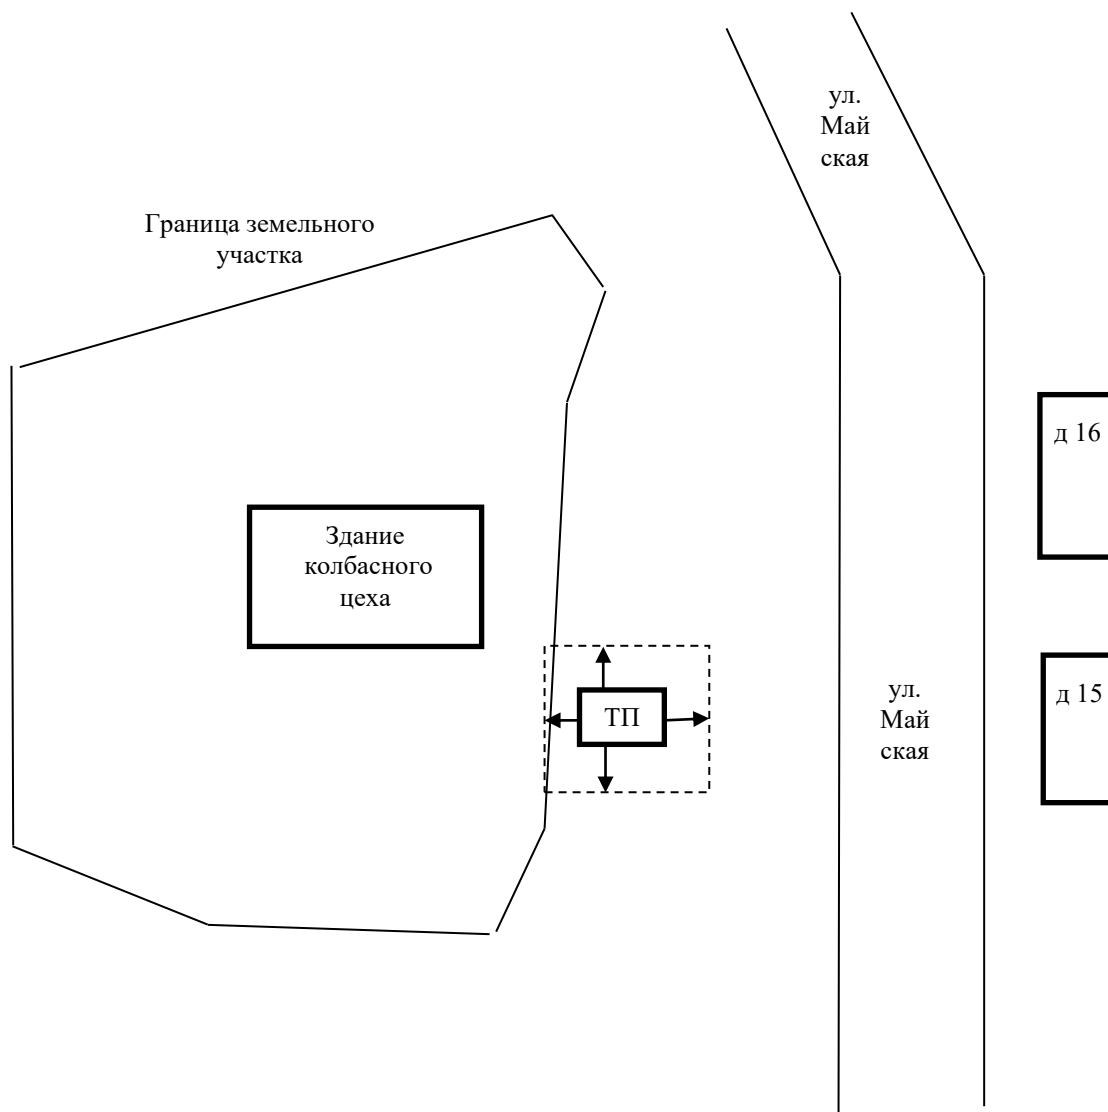 ул.
Май
ская
Граница земельного
участка
д 16
Здание
колбасного
цеха
ТП
ул.
Май
ская
д 15